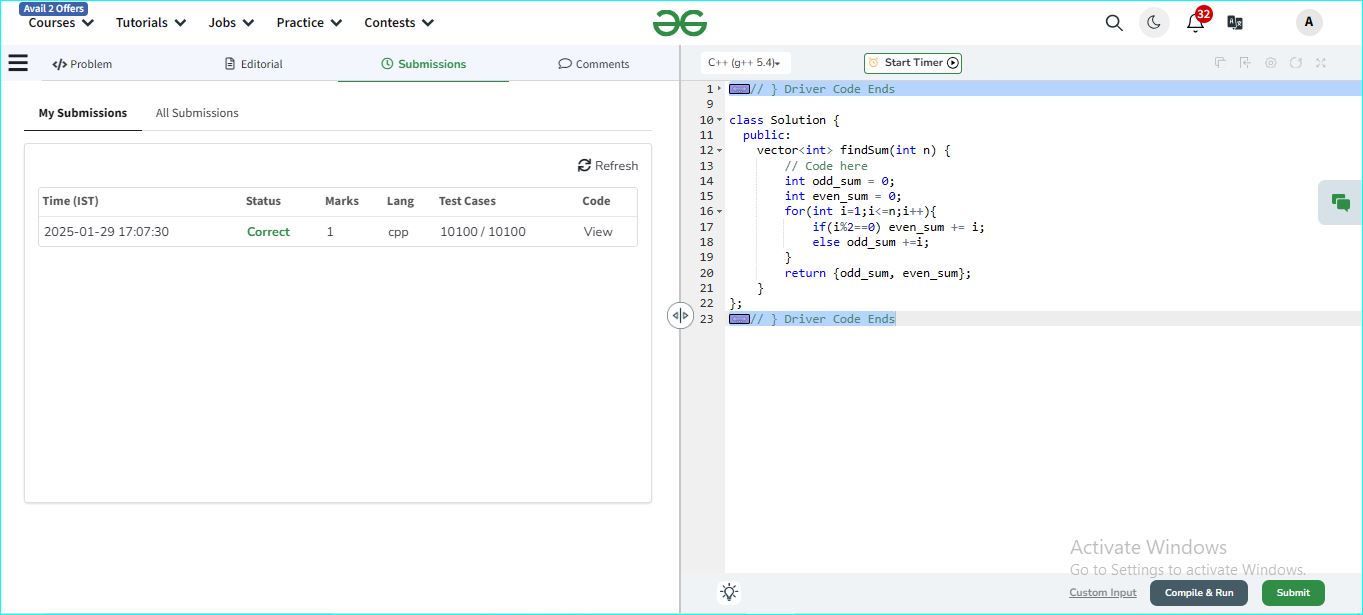 Avail 2 Offers
Courses Tutorials Jobs Practice Contests 32 A
Problem Editorial Submissions Comments
My Submissions All Submissions
Refresh
Time (IST) Status Marks Lang Test Cases Code
2025-01-29 17:07:30 Correct 1 cpp 10100 / 10100 View
C++ (g++ 5.4) Start Timer
1 // } Driver Code Ends
9
10 class Solution {
11 public:
12 vector<int> findSum(int n) {
13 // Code here
14 int odd_sum = 0;
15 int even_sum = 0;
16 for(int i=1;i<=n;i++){
17 if(i%2==0) even_sum += i;
18 else odd_sum +=i;
19 }
20 return {odd_sum, even_sum};
21 }
22 };
23 // } Driver Code Ends
Activate Windows
Go to Settings to activate Windows.
Custom Input Compile & Run Submit